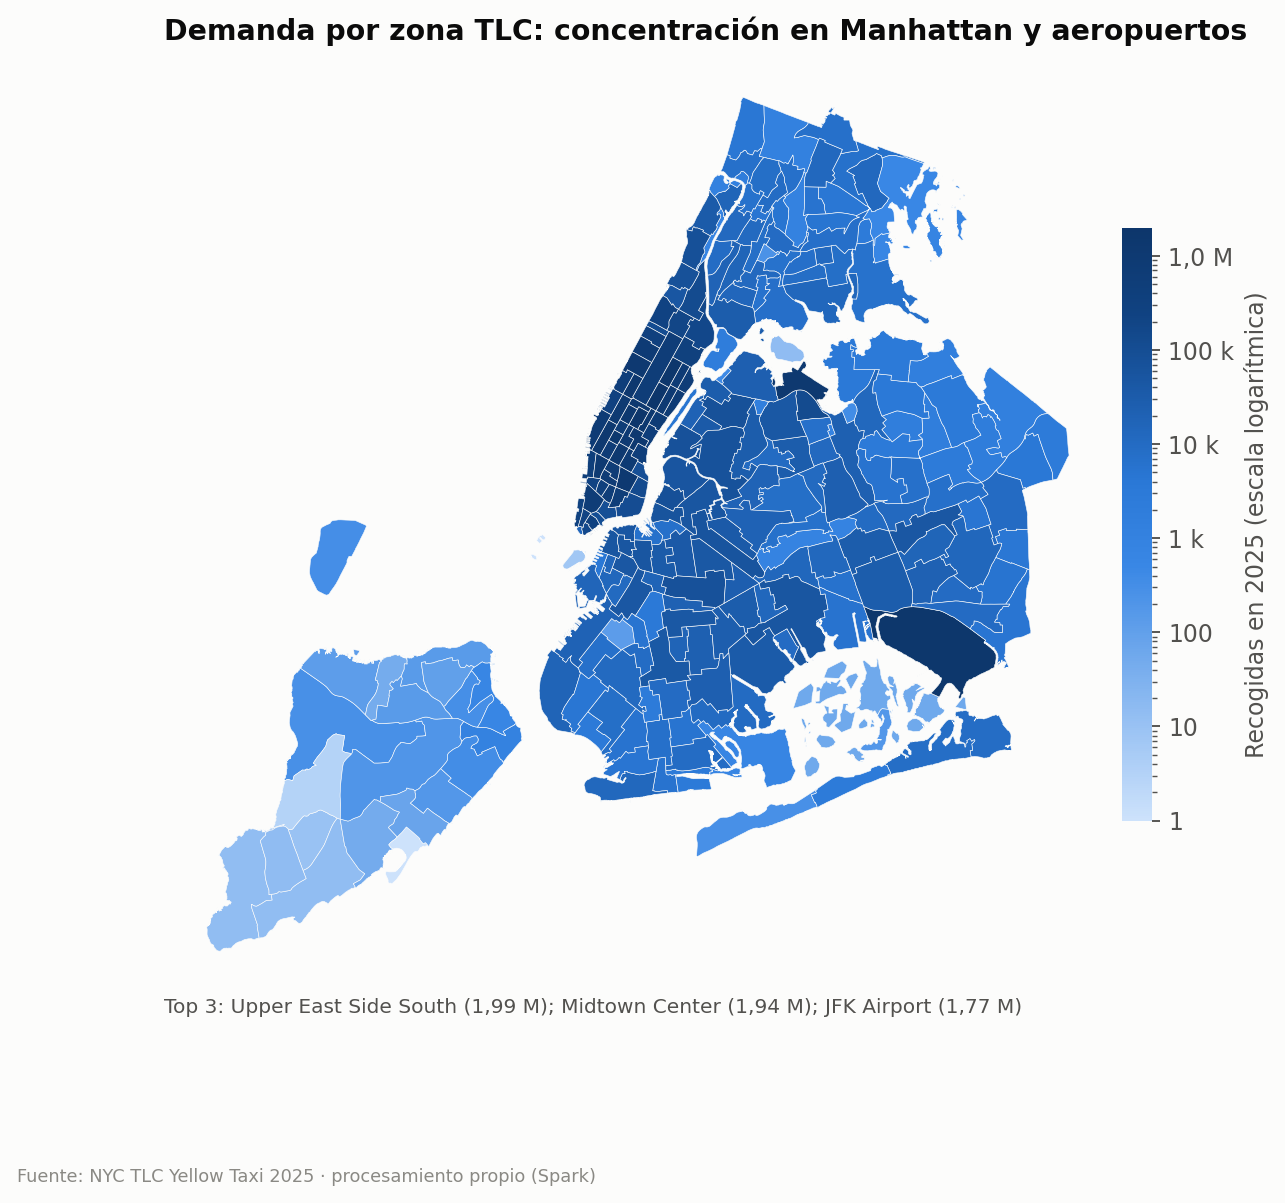 Demanda por zona TLC: concentración en Manhattan y aeropuertos
1,0 M
100 k
10 k
1 k
100
10
1
Recogidas en 2025 (escala logarítmica)
Top 3: Upper East Side South (1,99 M); Midtown Center (1,94 M); JFK Airport (1,77 M)
Fuente: NYC TLC Yellow Taxi 2025 · procesamiento propio (Spark)